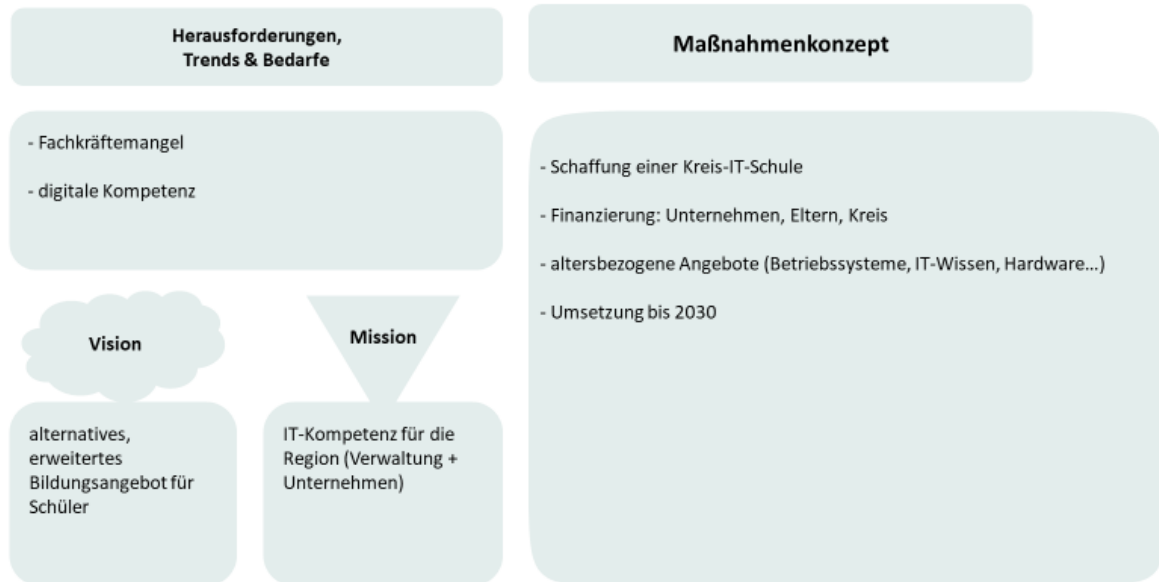 Herausforderungen,
Trends & Bedarfe
- Fachkräftemangel
- digitale Kompetenz
Vision
alternatives,
erweitertes
Bildungsangebot für
Schüler
Mission
IT-Kompetenz für die
Region (Verwaltung +
Unternehmen)
Maßnahmenkonzept
- Schaffung einer Kreis-IT-Schule
- Finanzierung: Unternehmen, Eltern, Kreis
- altersbezogene Angebote (Betriebssysteme, IT-Wissen, Hardware...)
- Umsetzung bis 2030